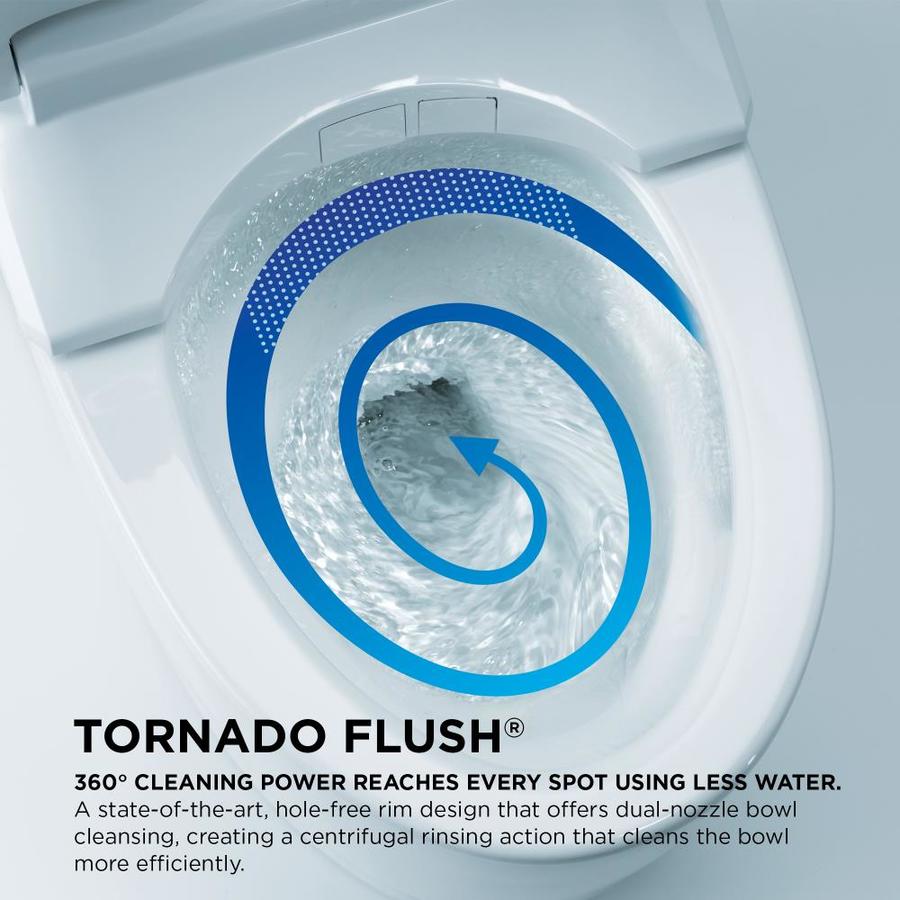 TORNADO FLUSH®
360° CLEANING POWER REACHES EVERY SPOT USING LESS WATER.
A state-of-the-art, hole-free rim design that offers dual-nozzle bowl
cleansing, creating a centrifugal rinsing action that cleans the bowl
more efficiently.